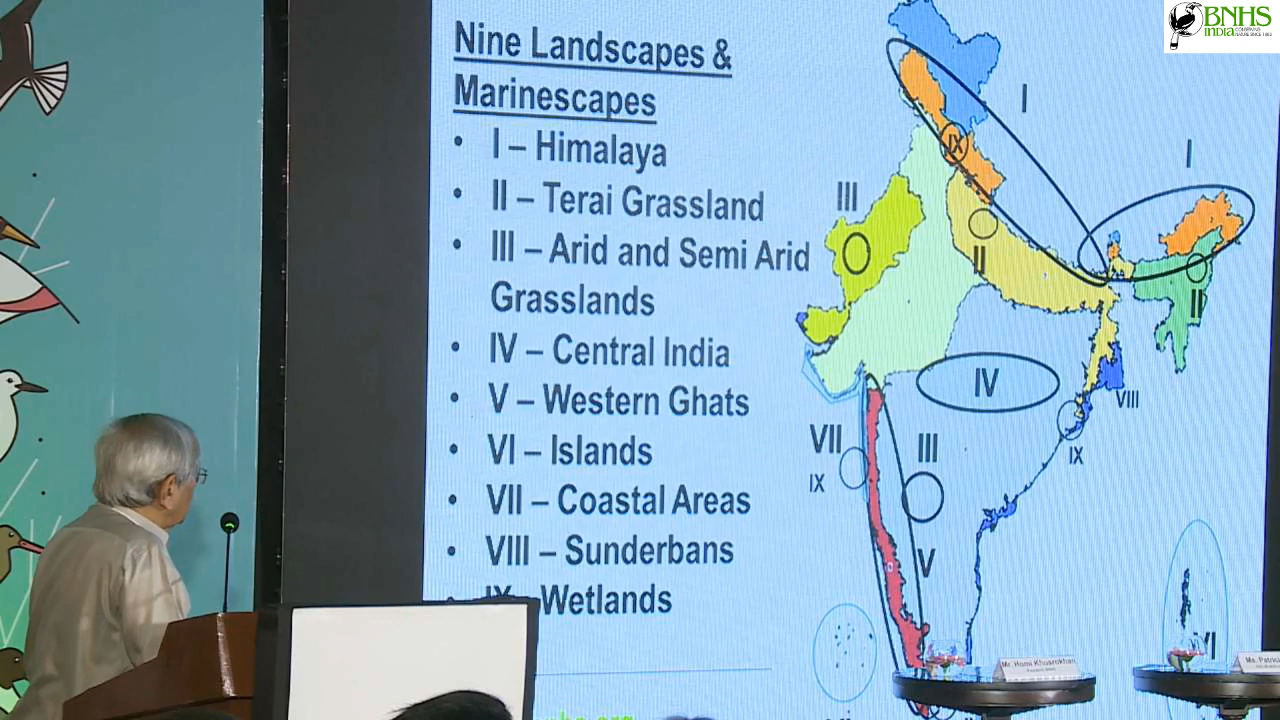 BNHS
INDIA
Nine Landscapes &
Marinescapes
• I – Himalaya
• II – Terai Grassland
• III – Arid and Semi Arid
Grasslands
• IV – Central India
• V – Western Ghats
• VI – Islands
• VII – Coastal Areas
• VIII – Sunderbans
• IX – Wetlands
I
I
IX
III
II
II
IV
VIII
VII
III
IX
IX
V
VI
Mr. Homi Khusrokhan
Ms.